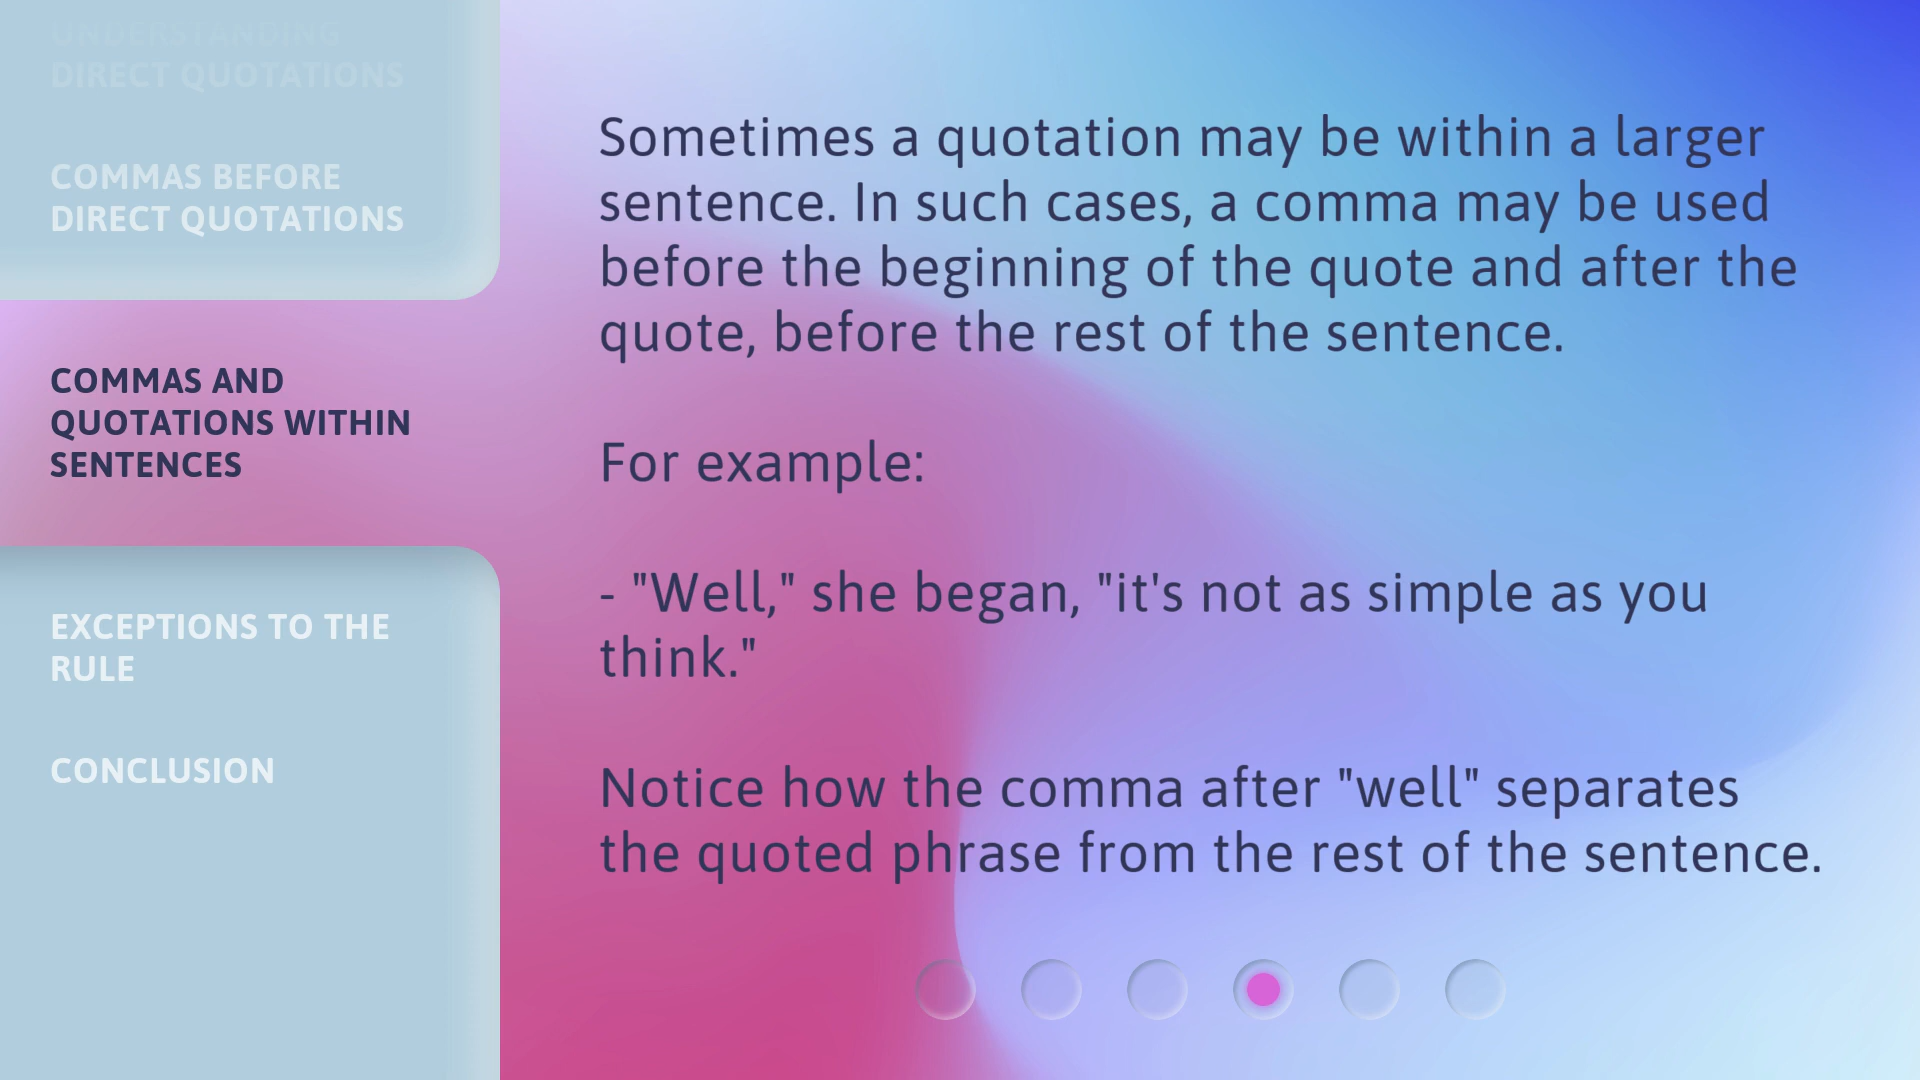 UNDERSTANDING
DIRECT QUOTATIONS
COMMAS BEFORE
DIRECT QUOTATIONS
COMMAS AND
QUOTATIONS WITHIN
SENTENCES
EXCEPTIONS TO THE
RULE
CONCLUSION
Sometimes a quotation may be within a larger
sentence. In such cases, a comma may be used
before the beginning of the quote and after the
quote, before the rest of the sentence.
For example:
- "Well," she began, "it's not as simple as you
think."
Notice how the comma after "well" separates
the quoted phrase from the rest of the sentence.